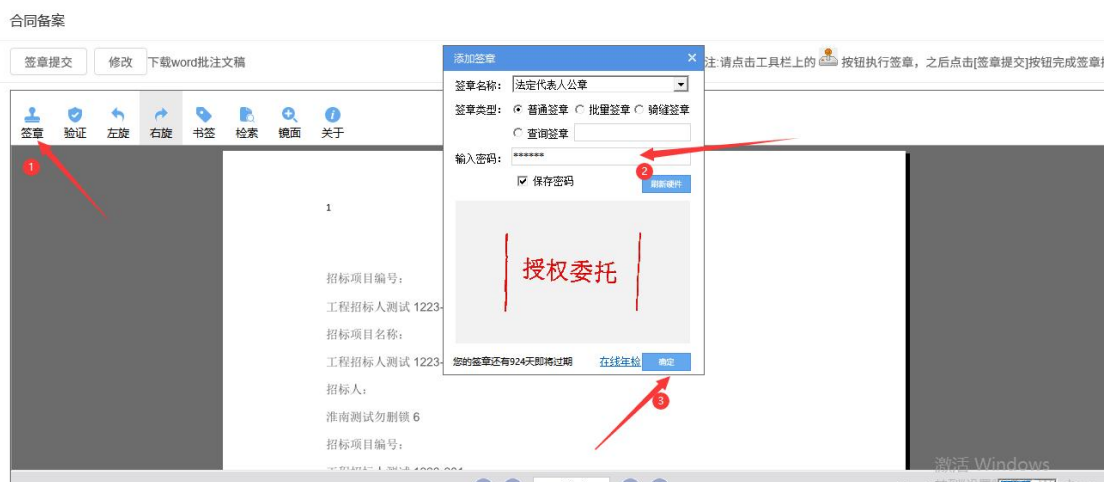 合同备案
签章提交 修改 下载word批注文稿
注:请点击工具栏上的 按钮执行签章，之后点击[签章提交]按钮完成签章
签章 验证 左旋 右旋 书签 检索 镜面 关于
1
添加签章
签章名称: 法定代表人公章
签章类型: 普通签章 批量签章 骑缝签章
查询签章
输入密码: ******
2
保存密码
刷新硬件
授权委托
您的签章还有924天即将过期 在线年检 确定
3
1
招标项目编号:
工程招标人测试 1223-
招标项目名称:
工程招标人测试 1223-
招标人:
淮南测试勿删锁 6
招标项目编号:
激活 Windows